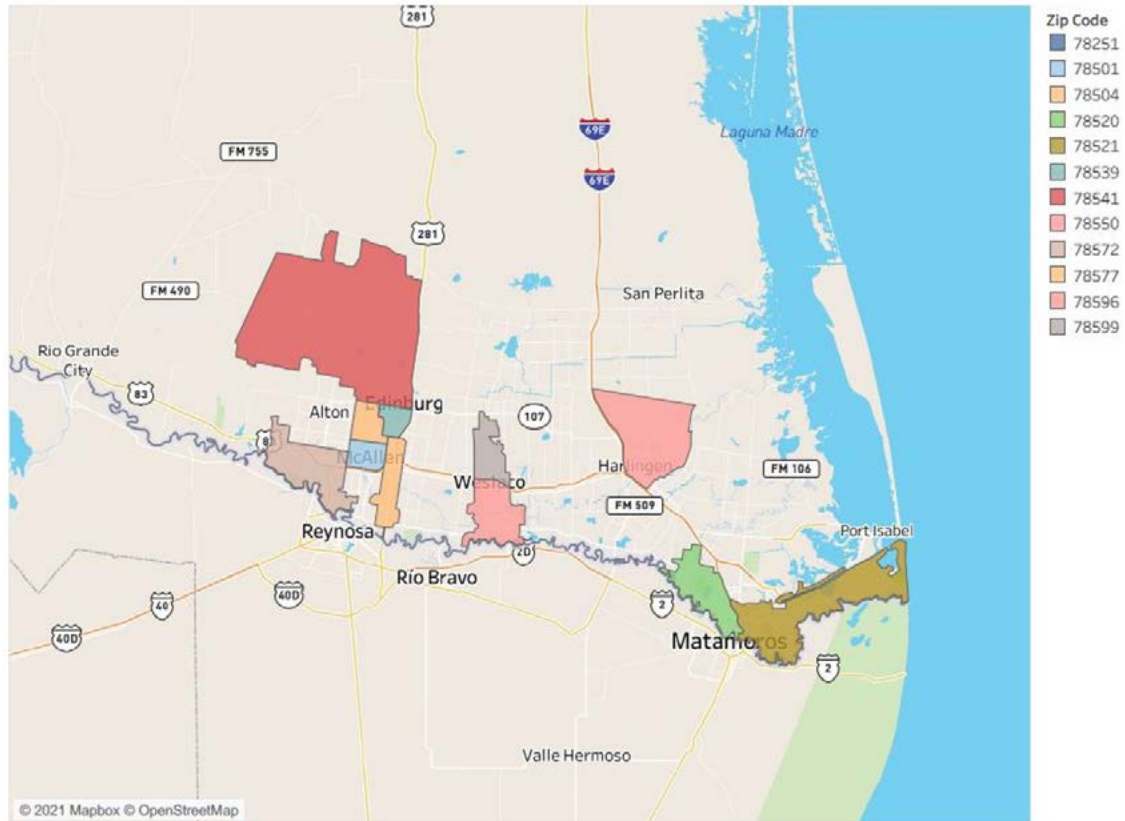 281
Zip Code
78251
78501
78504
78520
78521
78539
78541
78550
78572
78577
78596
78599
69E
Laguna Madre
FM 755
69E
281
FM 490
San Perlita
Rio Grande
City
83
Alton
Edinburg
107
8
McAllen
Harlingen
FM 106
Weslaco
FM 509
Reynosa
Port Isabel
2D
Río Bravo
40
40D
2
40D
Matamoros
2
Valle Hermoso
© 2021 Mapbox © OpenStreetMap